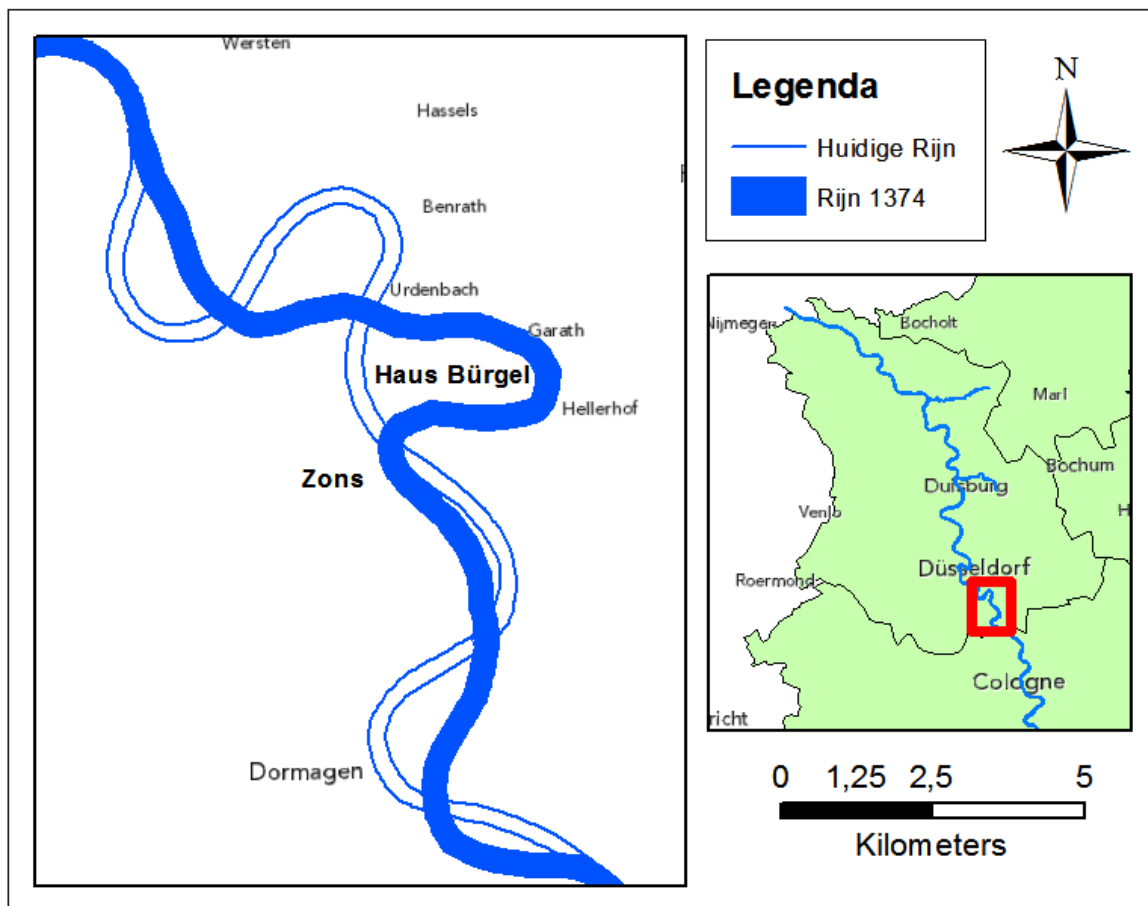 Wersten
Hassels
Benrath
Urdenbach
Garath
Haus Bürgel
Hellerhof
Zons
Dormagen
Legenda
Huidige Rijn
Rijn 1374
N
Nijmegen
Bocholt
Marl
Bochum
Duisburg
Venlo
H
Düsseldorf
Roermond
Cologne
richt
0 1,25 2,5 5
Kilometers